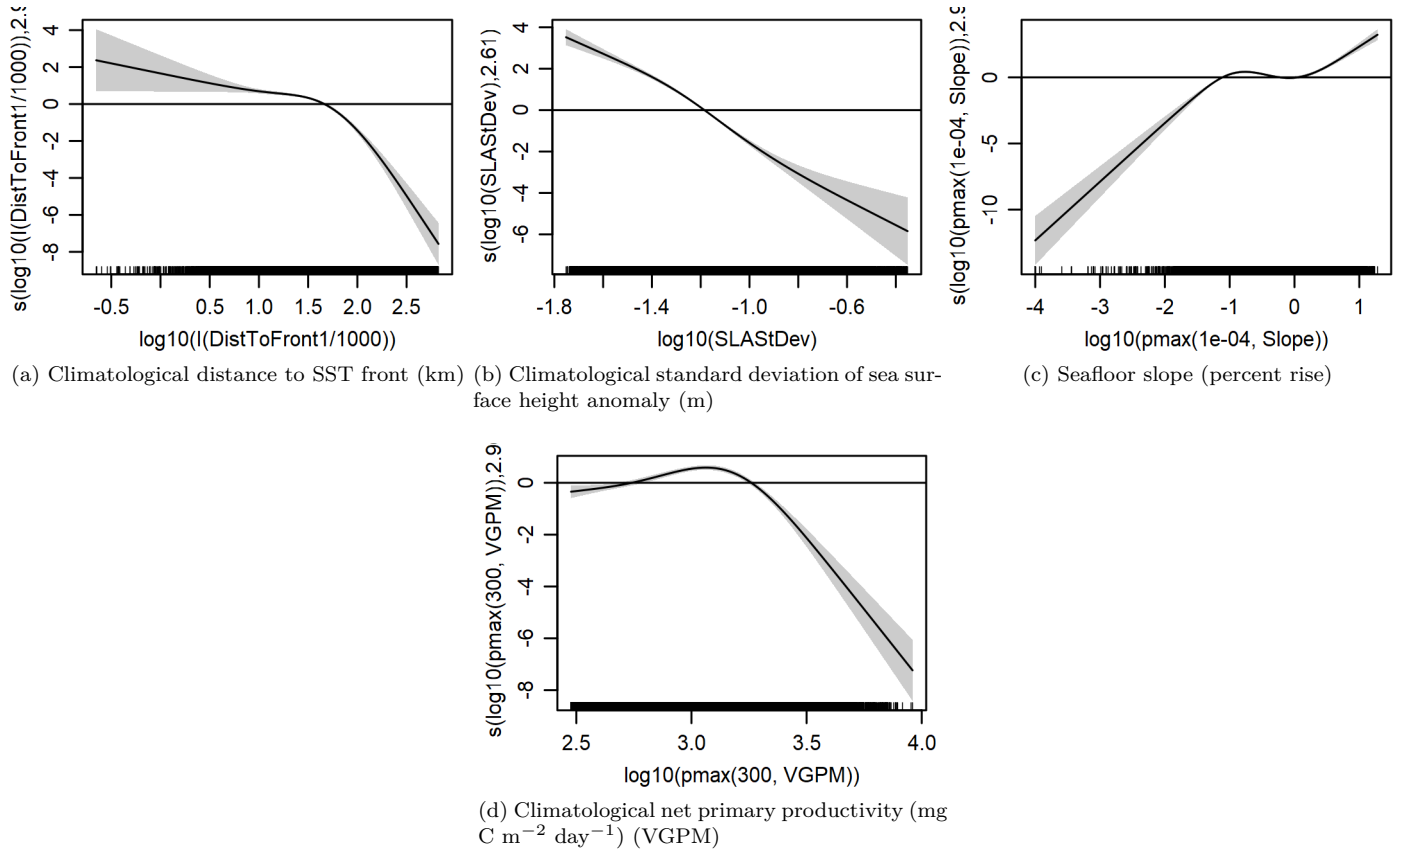 s(log10(I(DistToFront1/1000)),2.9
4
2
0
-2
-4
-6
-8
-0.5
0.5
1.0
1.5
2.0
2.5
log10(I(DistToFront1/1000))
(a) Climatological distance to SST front (km)
s(log10(SLAStDev),2.61)
4
2
0
-2
-4
-6
-1.8
-1.4
-1.0
-0.6
log10(SLAStDev)
(b) Climatological standard deviation of sea sur-
face height anomaly (m)
s(log10(pmax(1e-04, Slope)),2.9
0
-5
-10
-4
-3
-2
-1
0
1
log10(pmax(1e-04, Slope))
(c) Seafloor slope (percent rise)
s(log10(pmax(300, VGPM)),2.9
0
-2
-4
-6
-8
2.5
3.0
3.5
4.0
log10(pmax(300, VGPM))
(d) Climatological net primary productivity (mg
C m−2 day−1) (VGPM)